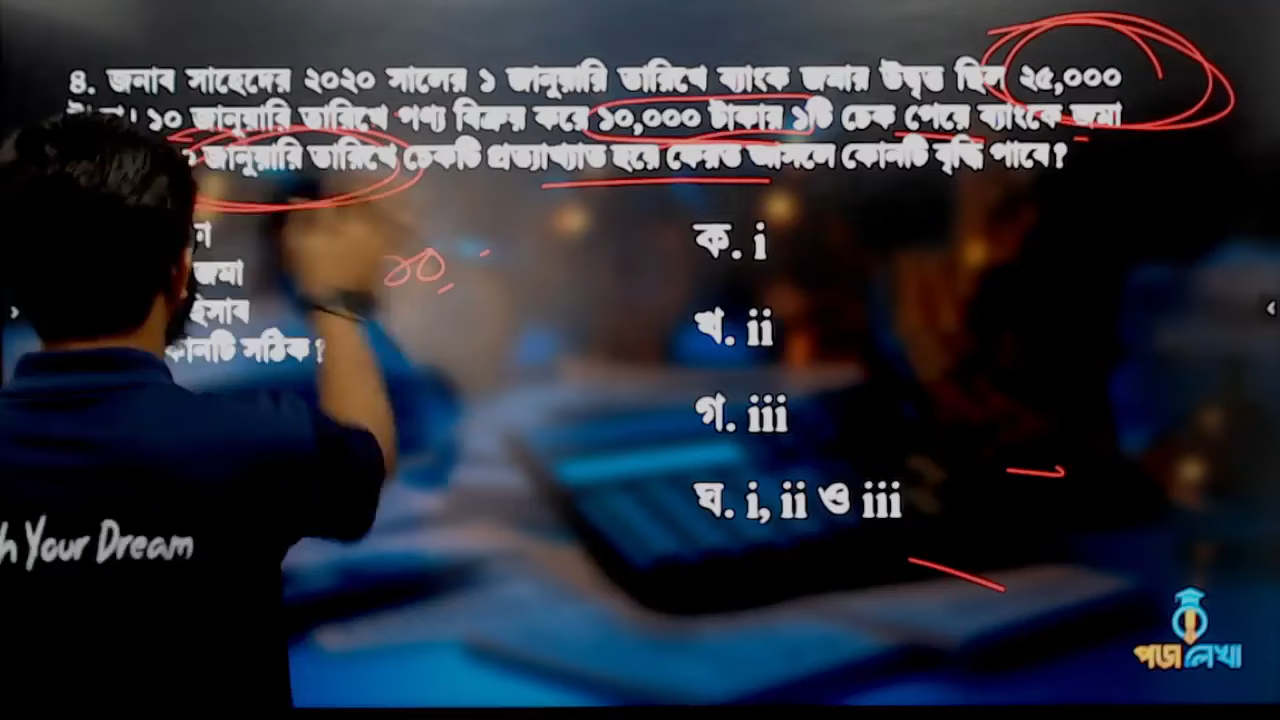 ৪. জনাব সাহেদের ২০২০ সালের ১ জানুয়ারি তারিখে ব্যাংক জমার উদ্বৃত্ত ছিল ২৫,০০০
১০ জানুয়ারি তারিখে পণ্য বিক্রয় করে ১০,০০০ টাকার ১টি চেক পেয়ে ব্যাংকে জমা
জানুয়ারি তারিখে চেকটি প্রত্যাখ্যাত হয়ে ফেরত আসলে কোনটি বৃদ্ধি পাবে?
জমা
হিসাব
কোনটি সঠিক?
ক. i
খ. ii
গ. iii
ঘ. i, ii ও iii
Your Dream
পড়া লেখা